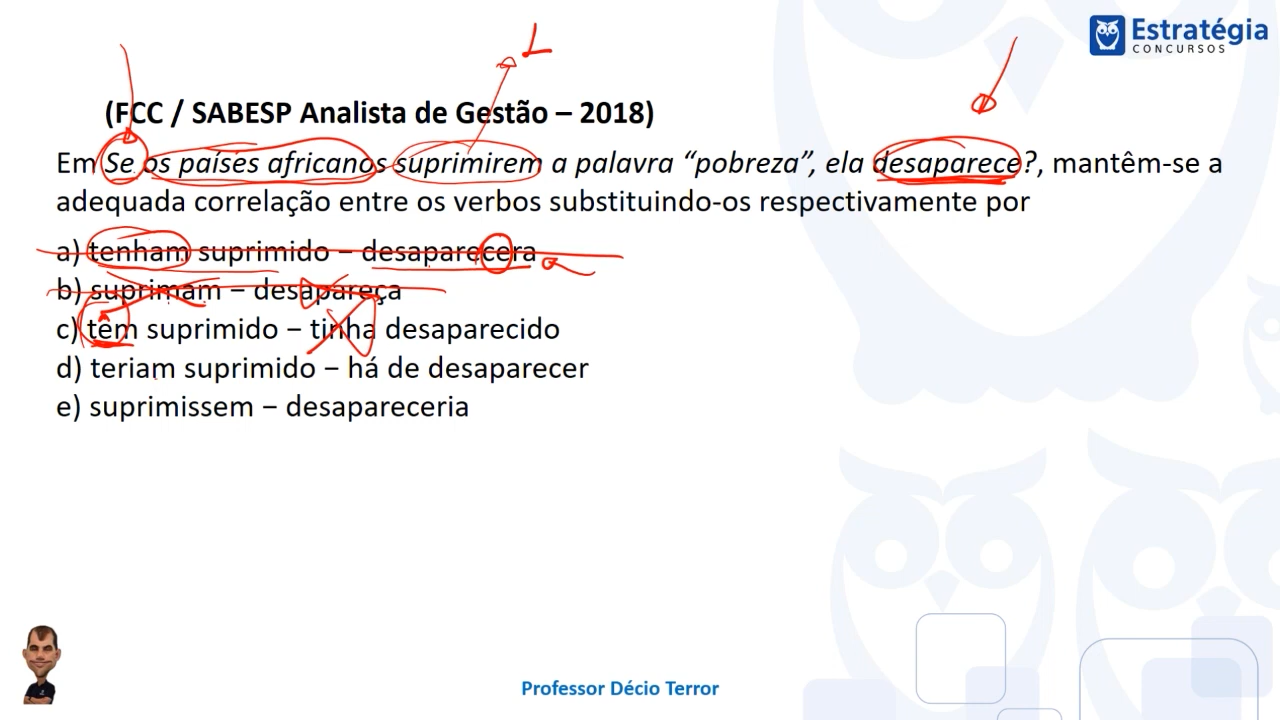 Estratégia
CONCURSOS
(FCC / SABESP Analista de Gestão – 2018)
Em Se os países africanos suprimirem a palavra “pobreza”, ela desaparece?, mantêm-se a
adequada correlação entre os verbos substituindo-os respectivamente por
a) tenham suprimido – desaparecera
b) suprimam – desapareça
c) têm suprimido – tinha desaparecido
d) teriam suprimido – há de desaparecer
e) suprimissem – desapareceria
Professor Décio Terror